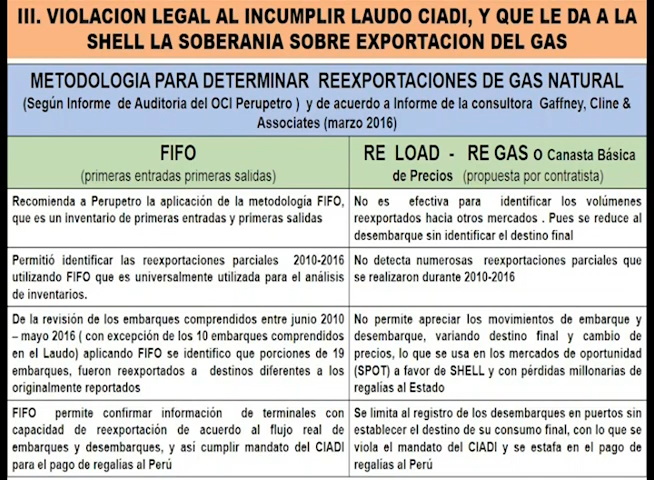 III. VIOLACION LEGAL AL INCUMPLIR LAUDO CIADI, Y QUE LE DA A LA
SHELL LA SOBERANIA SOBRE EXPORTACION DEL GAS
METODOLOGIA PARA DETERMINAR REEXPORTACIONES DE GAS NATURAL
(Según Informe de Auditoria del OCI Perupetro ) y de acuerdo a Informe de la consultora Gaffney, Cline &
Associates (marzo 2016)
FIFO
(primeras entradas primeras salidas)
RE LOAD - RE GAS o Canasta Básica
de Precios (propuesta por contratista)
Recomienda a Perupetro la aplicación de la metodología FIFO,
que es un inventario de primeras entradas y primeras salidas
No es efectiva para identificar los volúmenes
reexportados hacia otros mercados . Pues se reduce al
desembarque sin identificar el destino final
Permitió identificar las reexportaciones parciales 2010-2016
utilizando FIFO que es universalmente utilizada para el análisis
de inventarios.
No detecta numerosas reexportaciones parciales que
se realizaron durante 2010-2016
De la revisión de los embarques comprendidos entre junio 2010
– mayo 2016 ( con excepción de los 10 embarques comprendidos
en el Laudo) aplicando FIFO se identifico que porciones de 19
embarques, fueron reexportados a destinos diferentes a los
originalmente reportados
No permite apreciar los movimientos de embarque y
desembarque, variando destino final y cambio de
precios, lo que se usa en los mercados de oportunidad
(SPOT) a favor de SHELL y con pérdidas millonarias de
regalías al Estado
FIFO permite confirmar información de terminales con
capacidad de reexportación de acuerdo al flujo real de
embarques y desembarques, y así cumplir mandato del CIADI
para el pago de regalías al Perú
Se limita al registro de los desembarques en puertos sin
establecer el destino de su consumo final, con lo que se
viola el mandato del CIADI y se estafa en el pago de
regalías al Perú